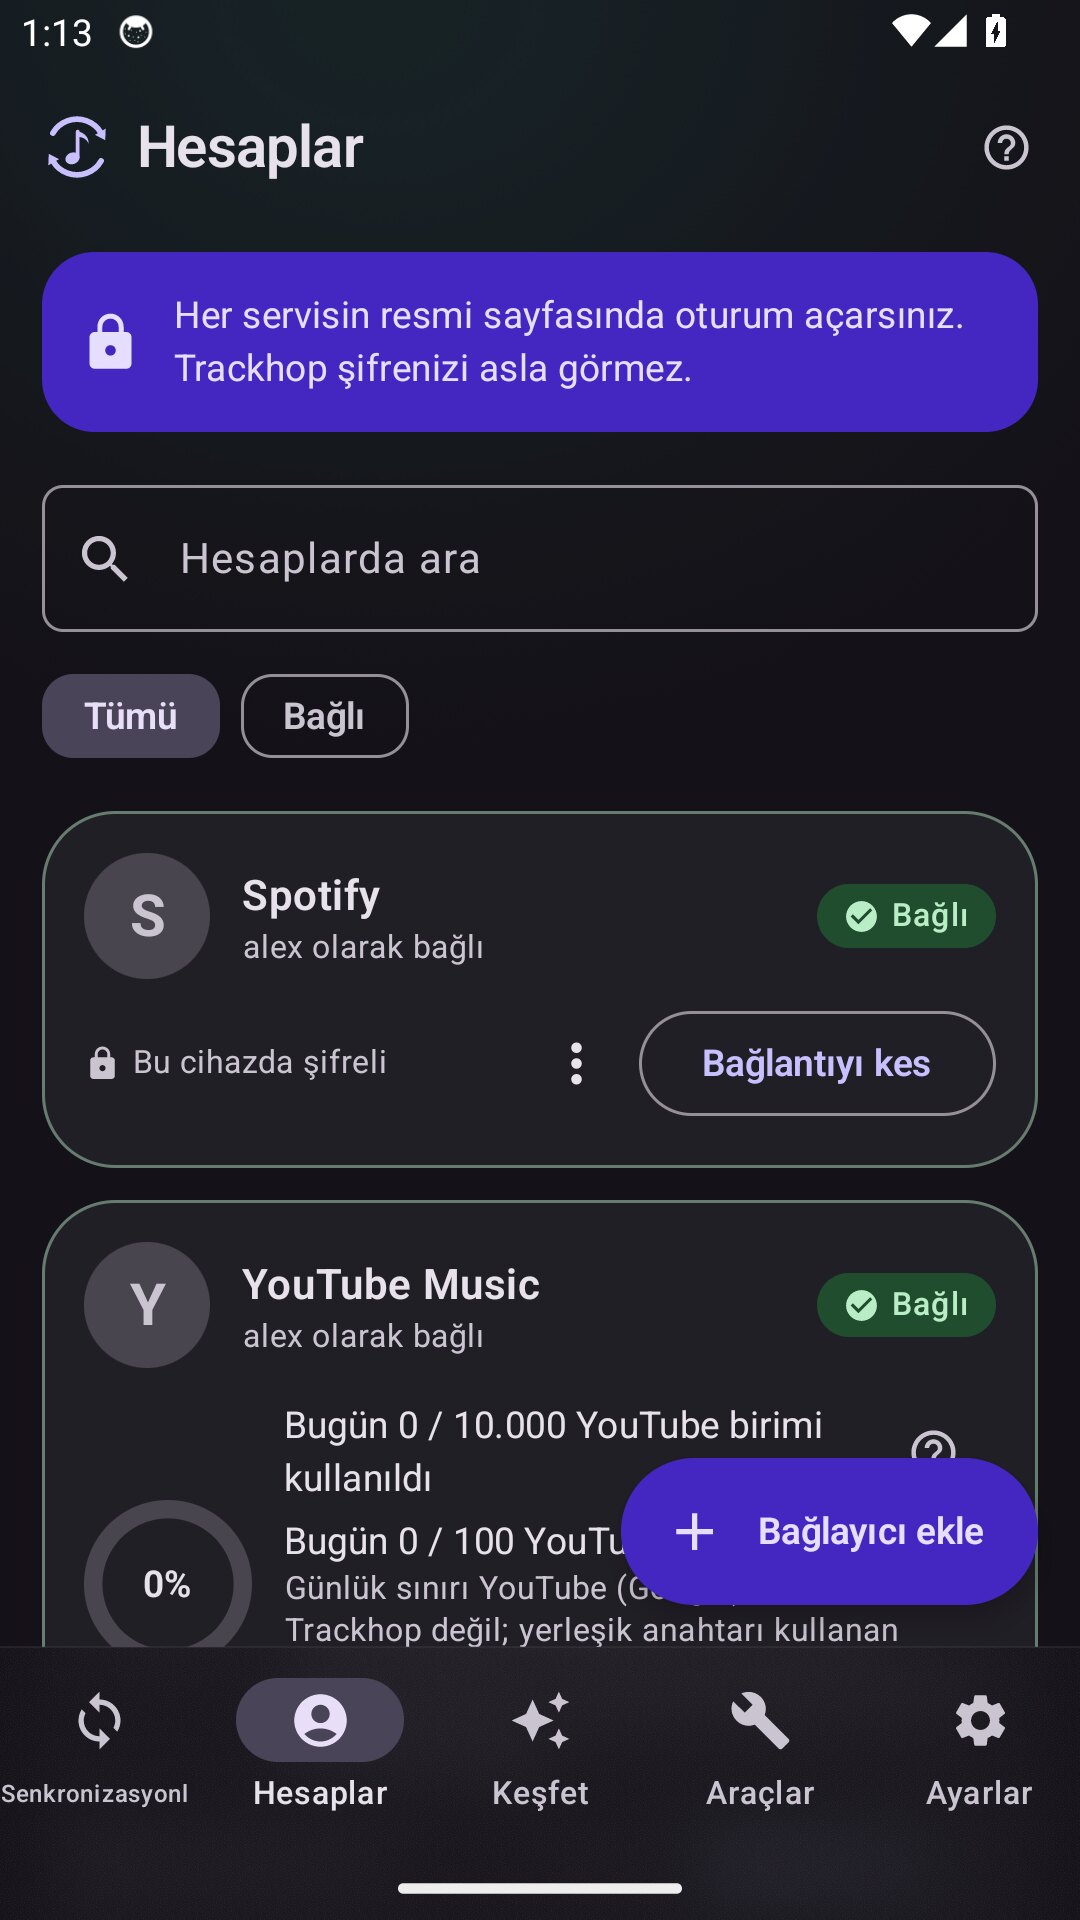 1:13
Hesaplar
Her servisin resmi sayfasında oturum açarsınız.
Trackhop şifrenizi asla görmez.
Hesaplarda ara
Tümü
Bağlı
S
Spotify
alex olarak bağlı
Bağlı
Bu cihazda şifreli
Bağlantıyı kes
Y
YouTube Music
alex olarak bağlı
Bağlı
Bugün 0 / 10.000 YouTube birimi
kullanıldı
Bugün 0 / 100
Bağlayıcı ekle
0%
Günlük sınırı YouTube
Trackhop değil; yerleşik anahtarı kullanan
Senkronizasyonl
Hesaplar
Keşfet
Araçlar
Ayarlar